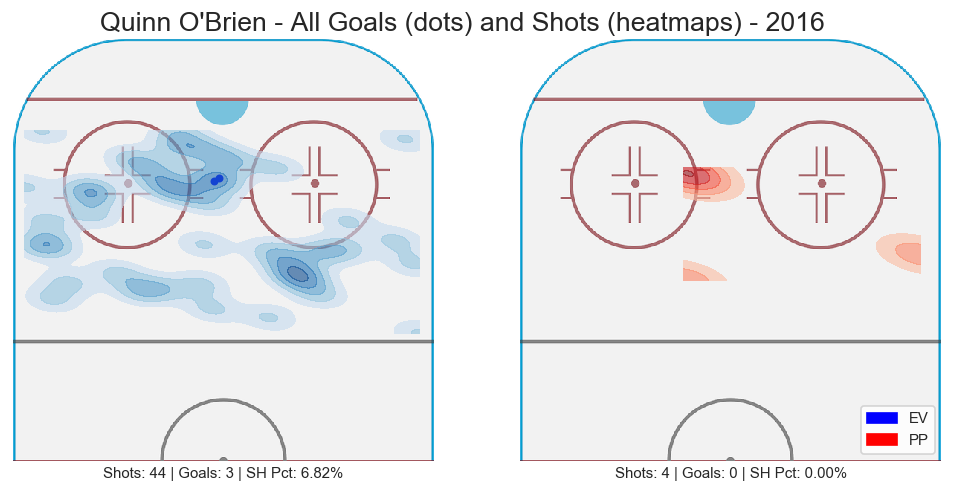 Quinn O'Brien - All Goals (dots) and Shots (heatmaps) - 2016
EV
PP
Shots: 44 | Goals: 3 | SH Pct: 6.82%
Shots: 4 | Goals: 0 | SH Pct: 0.00%